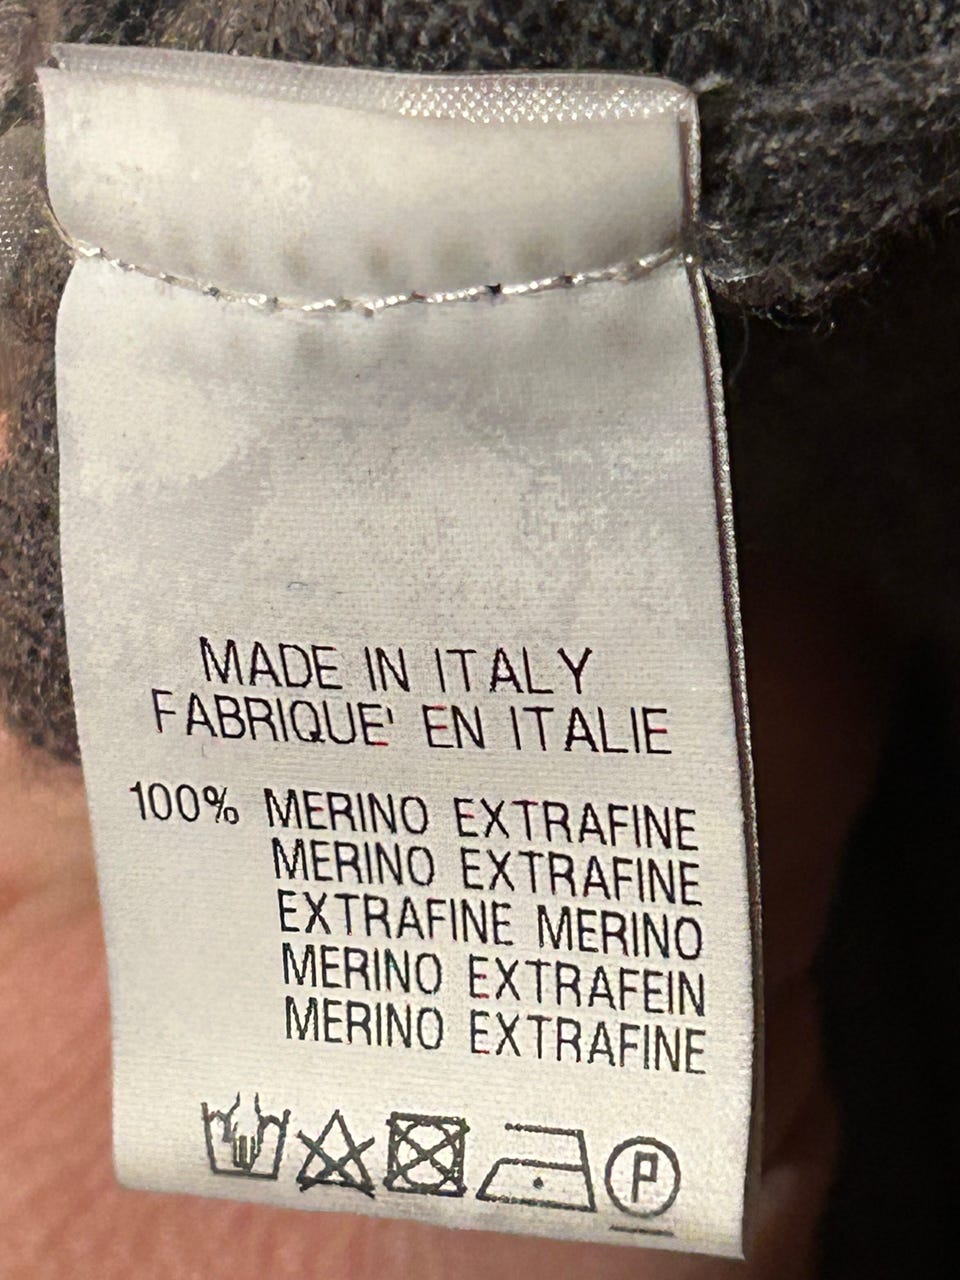 MADE IN ITALY
FABRIQUE' EN ITALIE
100% MERINO EXTRAFINE
MERINO EXTRAFINE
EXTRAFINE MERINO
MERINO EXTRAFEIN
MERINO EXTRAFINE
P